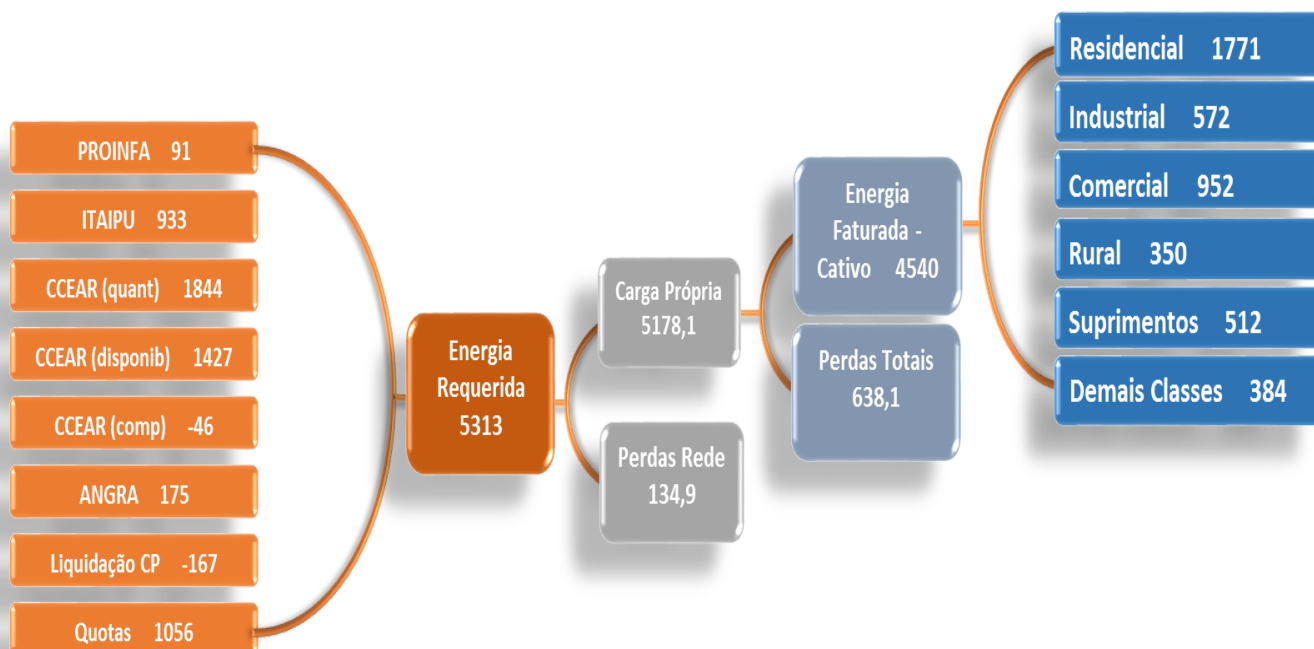 PROINFA 91
ITAIPU 933
CCEAR (quant) 1844
CCEAR (disponib) 1427
CCEAR (comp) -46
ANGRA 175
Liquidação CP -167
Quotas 1056
Energia
Requerida
5313
Carga Própria
5178,1
Perdas Rede
134,9
Energia
Faturada -
Cativo 4540
Perdas Totais
638,1
Residencial 1771
Industrial 572
Comercial 952
Rural 350
Suprimentos 512
Demais Classes 384